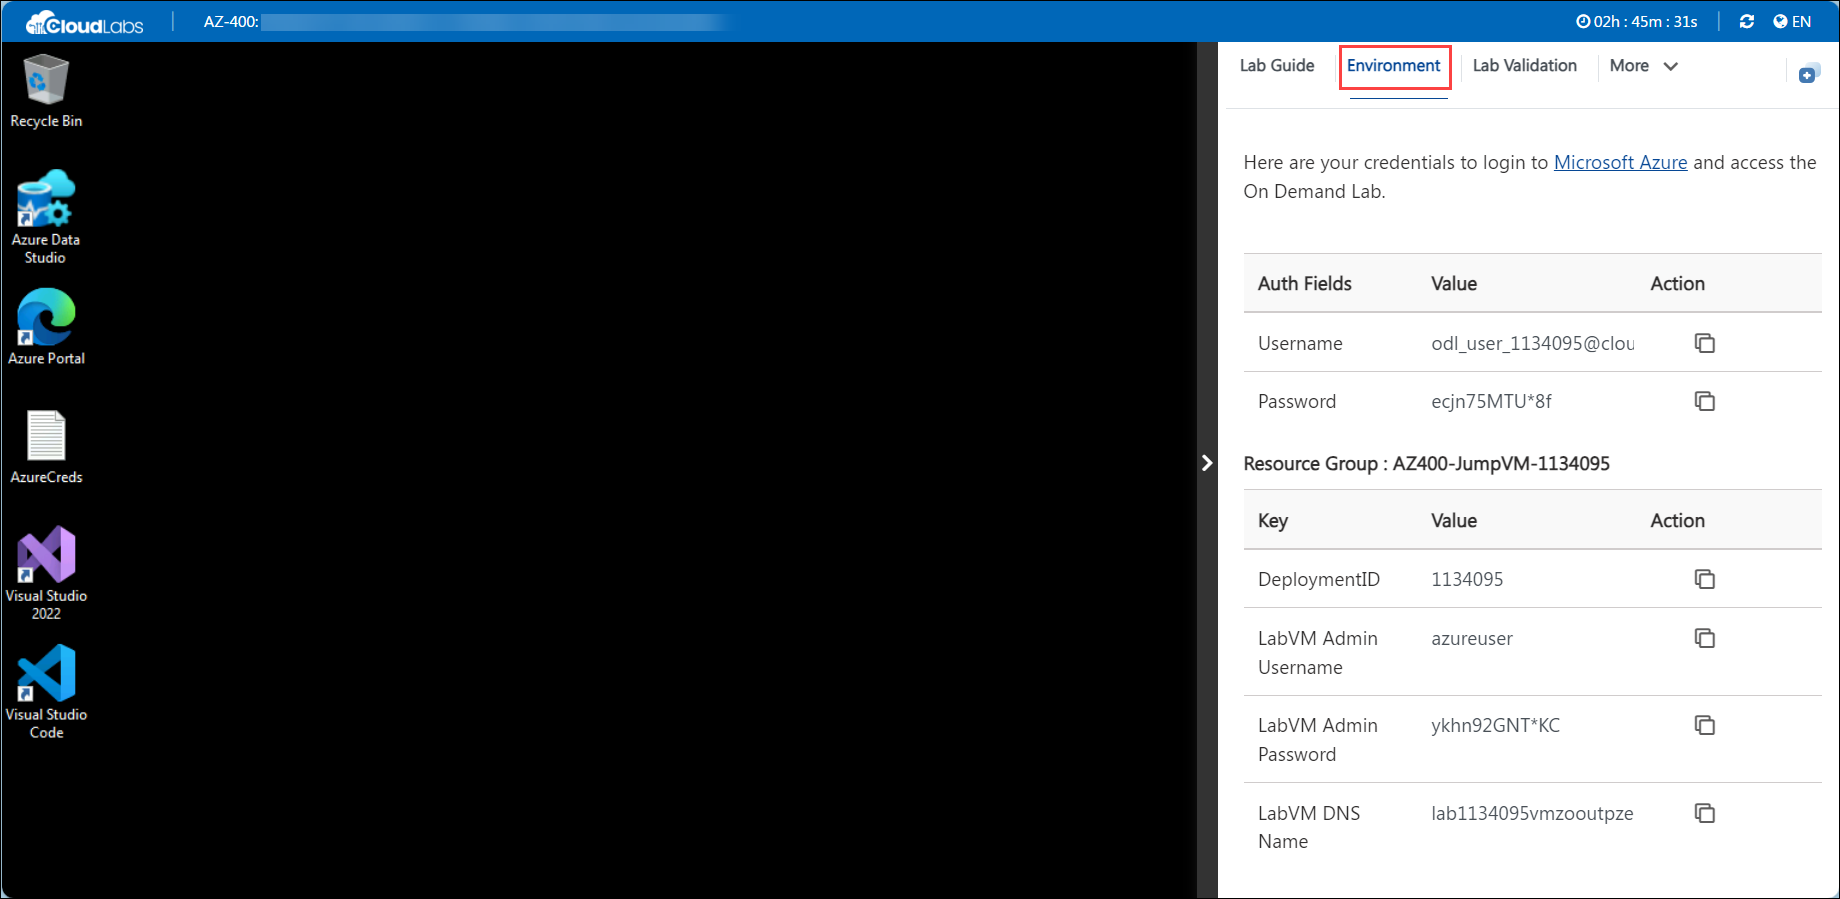 CloudLabs
AZ-400:
02h : 45m : 31s
EN
Recycle Bin
Azure Data
Studio
Azure Portal
AzureCreds
Visual Studio
2022
Visual Studio
Code
Lab Guide
Environment
Lab Validation
More
Here are your credentials to login to Microsoft Azure and access the
On Demand Lab.
Auth Fields Value Action
Username odl_user_1134095@clou
Password ecjn75MTU*8f
Resource Group : AZ400-JumpVM-1134095
Key Value Action
DeploymentID 1134095
LabVM Admin azureuser
Username
LabVM Admin ykhn92GNT*KC
Password
LabVM DNS lab1134095vmzooutpze
Name